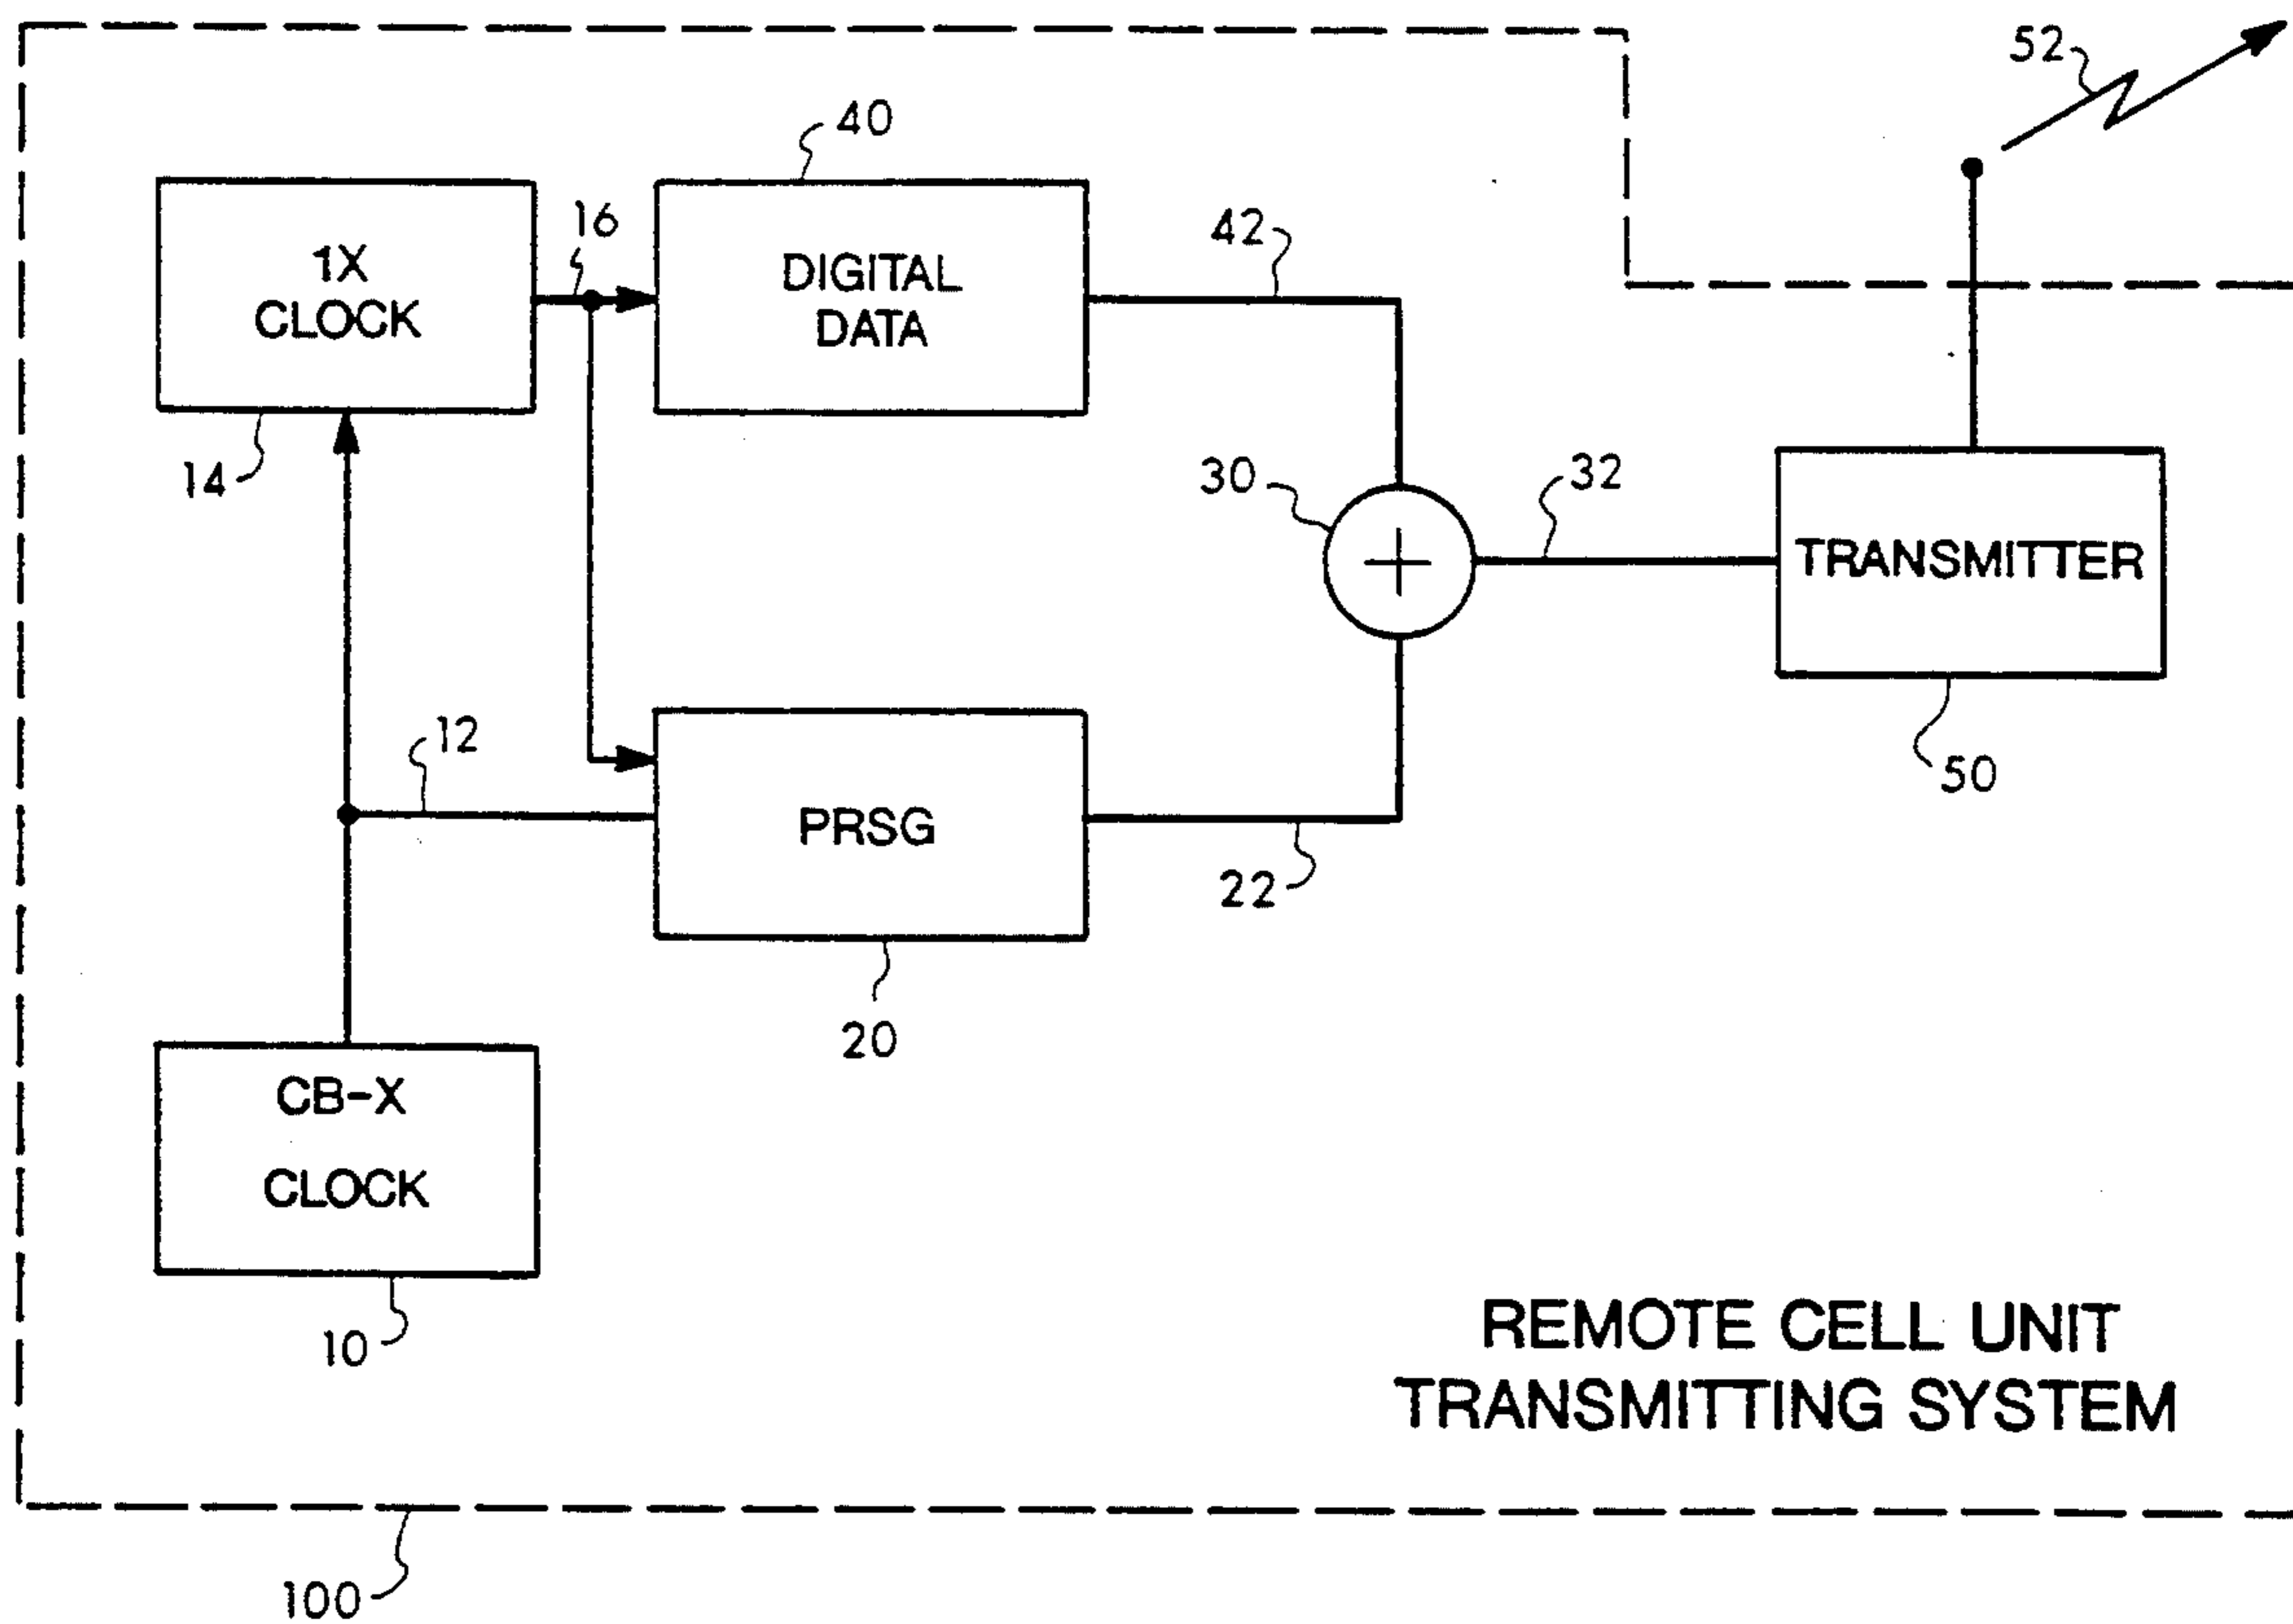 52
40
16
42
1X
CLOCK
DIGITAL
DATA
14
30
32
TRANSMITTER
12
50
PRSG
22
20
CB-X
CLOCK
10
REMOTE CELL UNIT
TRANSMITTING SYSTEM
100